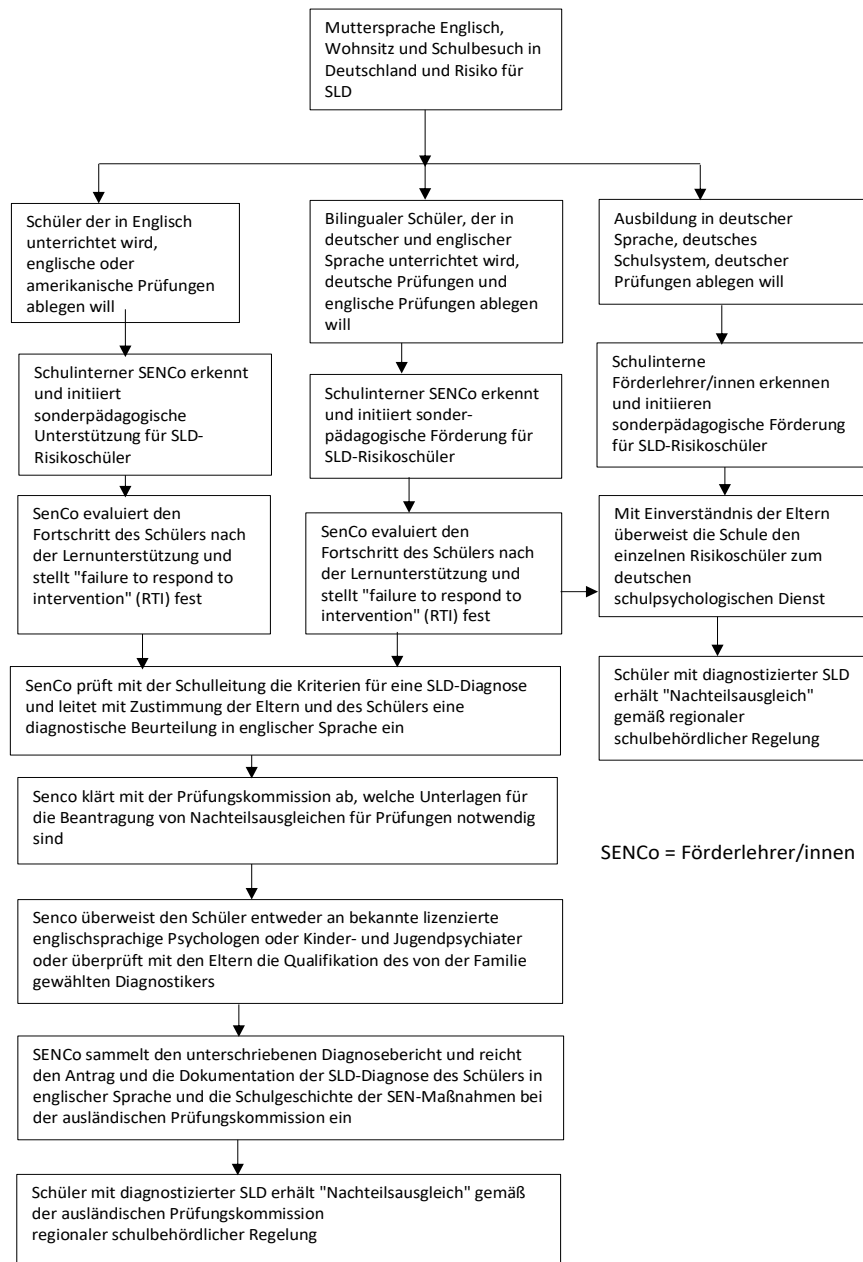 Muttersprache Englisch,
Wohnsitz und Schulbesuch in
Deutschland und Risiko für
SLD
Schüler der in Englisch
unterrichtet wird,
englische oder
amerikanische Prüfungen
ablegen will
Bilingualer Schüler, der in
deutscher und englischer
Sprache unterrichtet wird,
deutsche Prüfungen und
englische Prüfungen ablegen
will
Ausbildung in deutscher
Sprache, deutsches
Schulsystem, deutscher
Prüfungen ablegen will
Schulinterner SENCo erkennt
und initiiert
sonderpädagogische
Unterstützung für SLD-
Risikoschüler
Schulinterner SENCo erkennt
und initiiert sonder-
pädagogische Förderung für
SLD-Risikoschüler
Schulinterne
Förderlehrer/innen erkennen
und initiieren
sonderpädagogische Förderung
für SLD-Risikoschüler
SenCo evaluiert den
Fortschritt des Schülers nach
der Lernunterstützung und
stellt "failure to respond to
intervention" (RTI) fest
SenCo evaluiert den
Fortschritt des Schülers nach
der Lernunterstützung und
stellt "failure to respond to
intervention" (RTI) fest
Mit Einverständnis der Eltern
überweist die Schule den
einzelnen Risikoschüler zum
deutschen
schulpsychologischen Dienst
SenCo prüft mit der Schulleitung die Kriterien für eine SLD-Diagnose
und leitet mit Zustimmung der Eltern und des Schülers eine
diagnostische Beurteilung in englischer Sprache ein
Schüler mit diagnostizierter SLD
erhält "Nachteilsausgleich"
gemäß regionaler
schulbehördlicher Regelung
Senco klärt mit der Prüfungskommission ab, welche Unterlagen für
die Beantragung von Nachteilsausgleichen für Prüfungen notwendig
sind
SENCo = Förderlehrer/innen
Senco überweist den Schüler entweder an bekannte lizenzierte
englischsprachige Psychologen oder Kinder- und Jugendpsychiater
oder überprüft mit den Eltern die Qualifikation des von der Familie
gewählten Diagnostikers
SENCo sammelt den unterschriebenen Diagnosebericht und reicht
den Antrag und die Dokumentation der SLD-Diagnose des Schülers in
englischer Sprache und die Schulgeschichte der SEN-Maßnahmen bei
der ausländischen Prüfungskommission ein
Schüler mit diagnostizierter SLD erhält "Nachteilsausgleich" gemäß
der ausländischen Prüfungskommission
regionaler schulbehördlicher Regelung